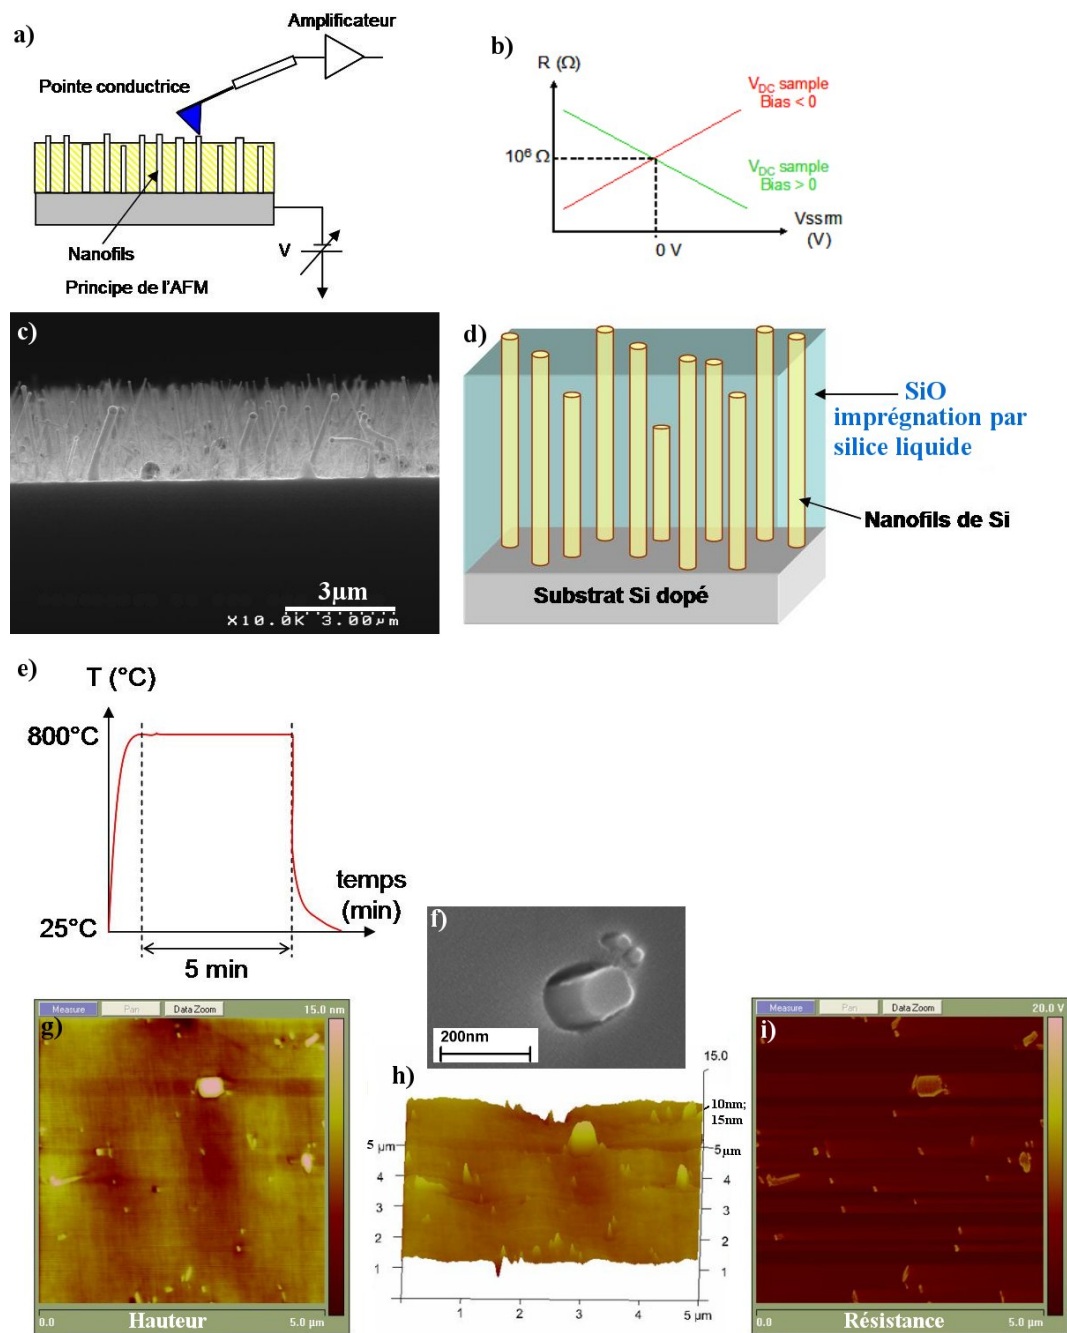 a)
Amplificateur
Pointe conductrice
Nanofils
V
Principe de l'AFM
b)
R (Ω)
V_DC sample
Bias < 0
10⁶ Ω
V_DC sample
Bias > 0
Vssrm
(V)
0 V
c)
3µm
X10.0K 3.00µm
d)
SiO
imprégnation par
silice liquide
Nanofils de Si
Substrat Si dopé
e)
T (°C)
800°C
temps
(min)
25°C
5 min
f)
200nm
g)
Measure Pan Data Zoom 15.0 nm
0.0 Hauteur 5.0 µm
h)
15.0
10nm;
15nm
5 µm 5µm
4 4
3 3
2 2
1 1
1 2 3 4 5 µm
i)
Measure Pan Data Zoom 20.0 V
0.0 Résistance 5.0 µm